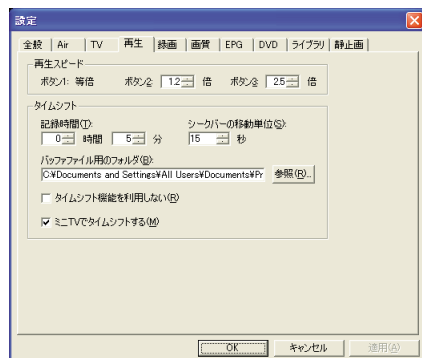 設定
全般 Air TV 再生 録画 画質 EPG DVD ライブラリ 静止画
再生スピード
ボタン1: 等倍 ボタン2: 1.2 倍 ボタン3: 2.5 倍
タイムシフト
記録時間(T):
0 時間 5 分
シークバーの移動単位(S):
15 秒
バッファファイル用のフォルダ(B):
C:¥Documents and Settings¥All Users¥Documents¥Pr 参照(R)...
タイムシフト機能を利用しない(R)
ミニTVでタイムシフトする(M)
OK キャンセル 適用(A)